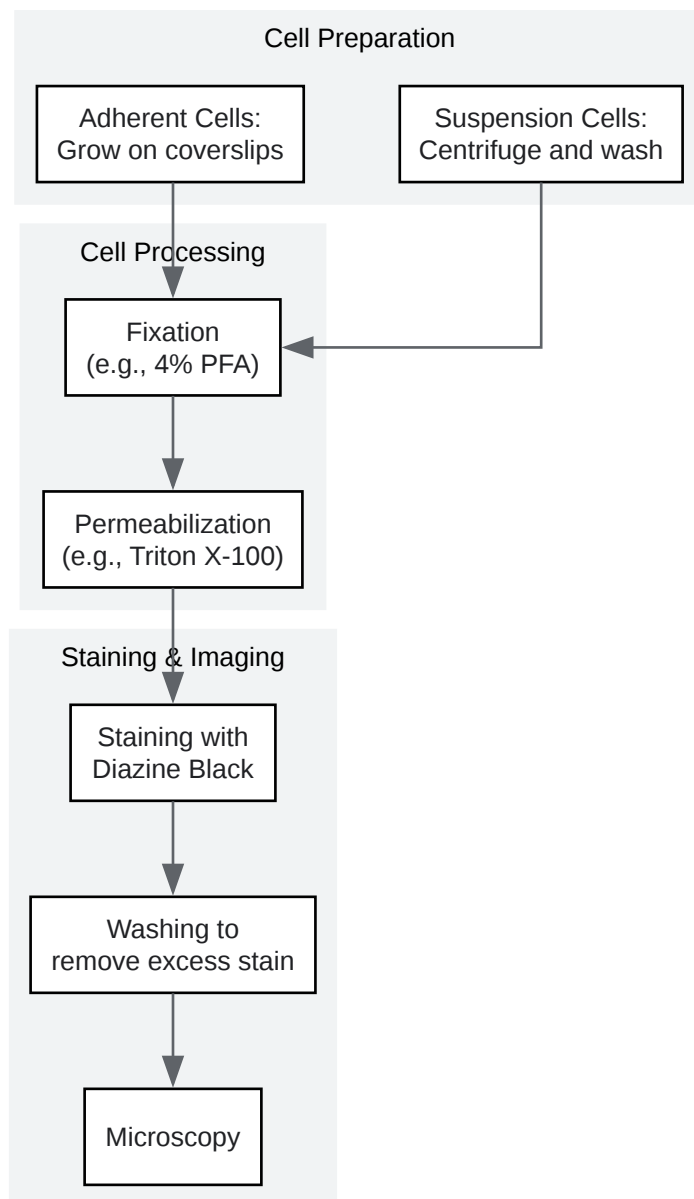 Cell Preparation
Adherent Cells:
Grow on coverslips
Suspension Cells:
Centrifuge and wash
Cell Processing
Fixation
(e.g., 4% PFA)
Permeabilization
(e.g., Triton X-100)
Staining & Imaging
Staining with
Diazine Black
Washing to
remove excess stain
Microscopy